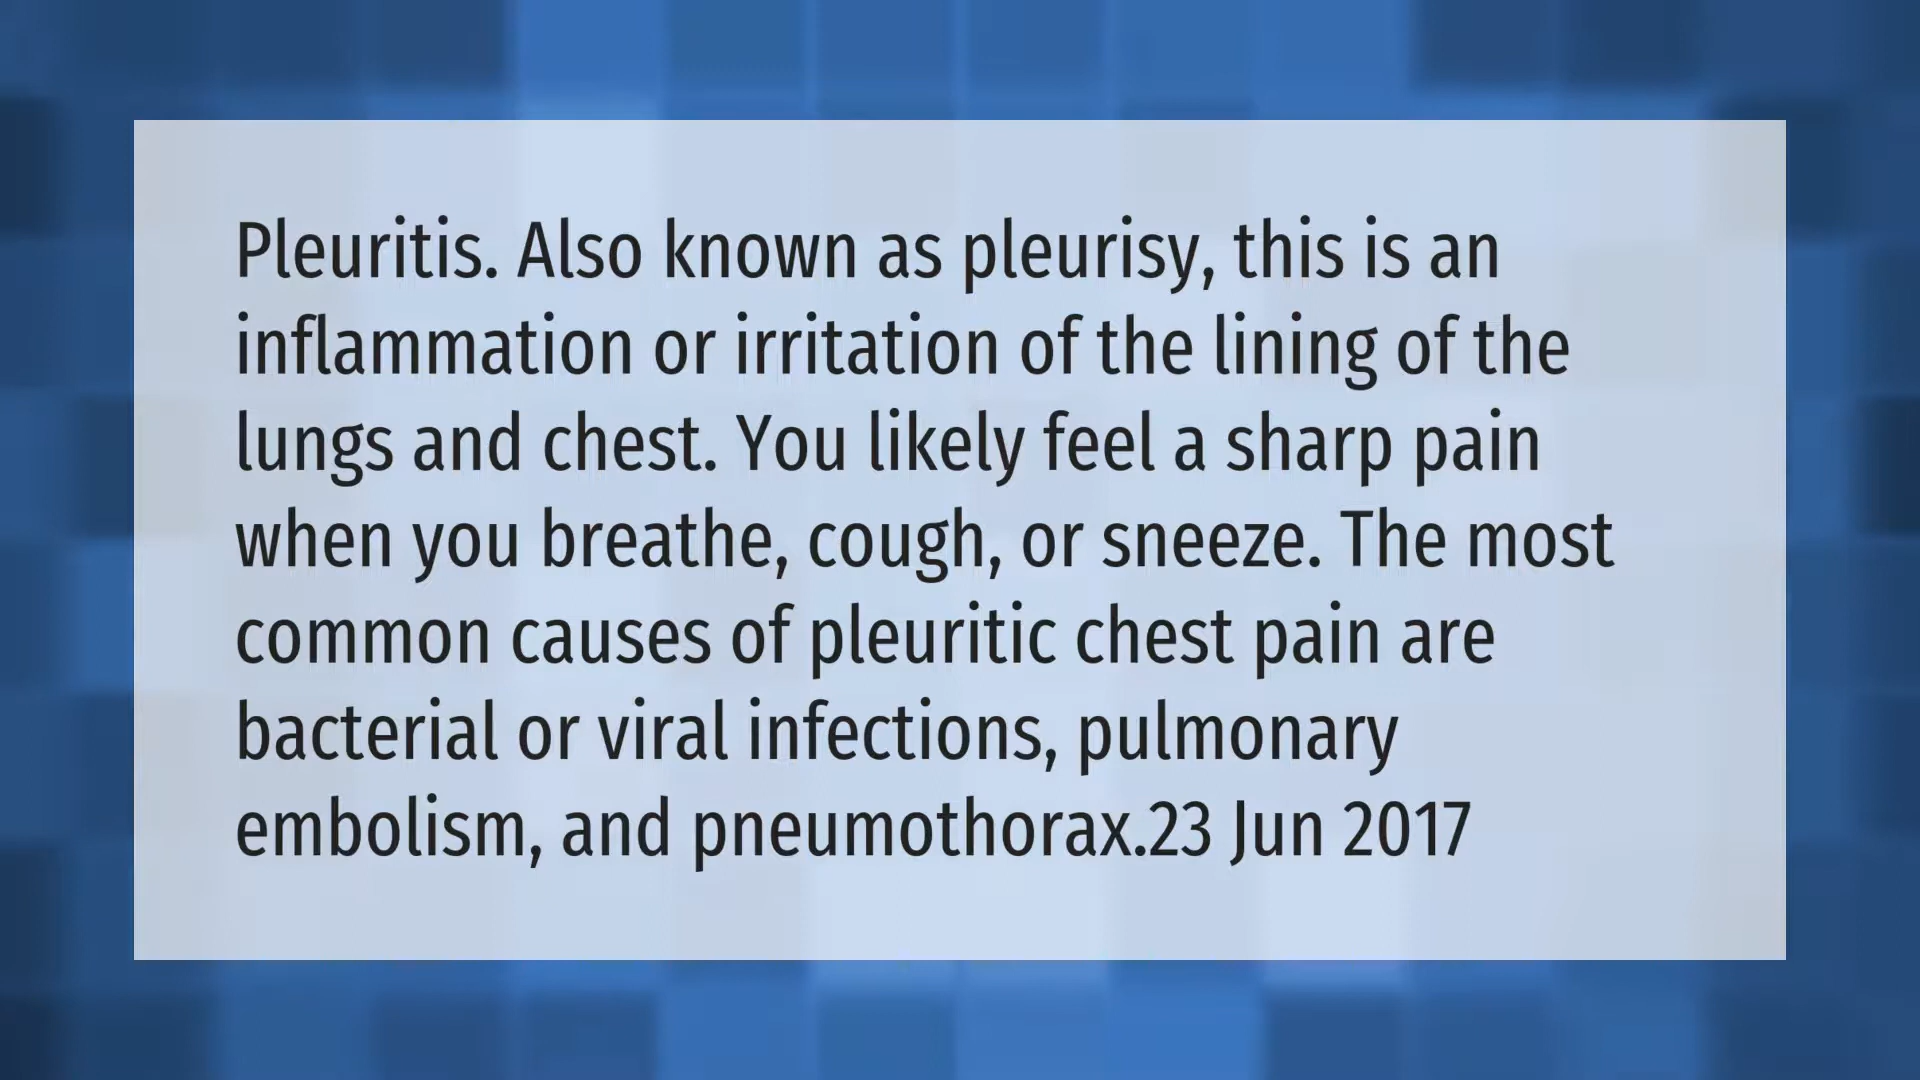 Pleuritis. Also known as pleurisy, this is an
inflammation or irritation of the lining of the
lungs and chest. You likely feel a sharp pain
when you breathe, cough, or sneeze. The most
common causes of pleuritic chest pain are
bacterial or viral infections, pulmonary
embolism, and pneumothorax.23 Jun 2017